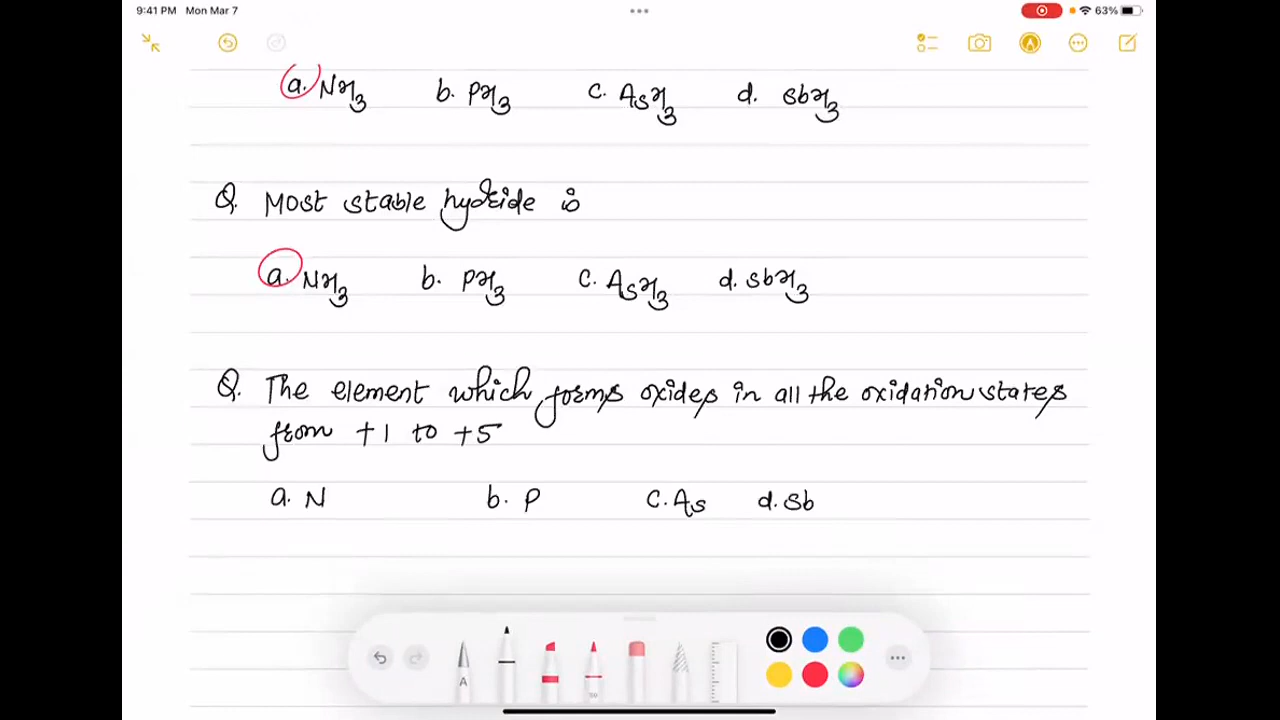 9:41 PM Mon Mar 7
63%
a. NH3 b. PH3 c. AsH3 d. SbH3
Q. Most stable hydride is
a. NH3 b. PH3 c. AsH3 d. SbH3
Q. The element which forms oxides in all the oxidation states
from +1 to +5
a. N b. P c. As d. Sb
A
50